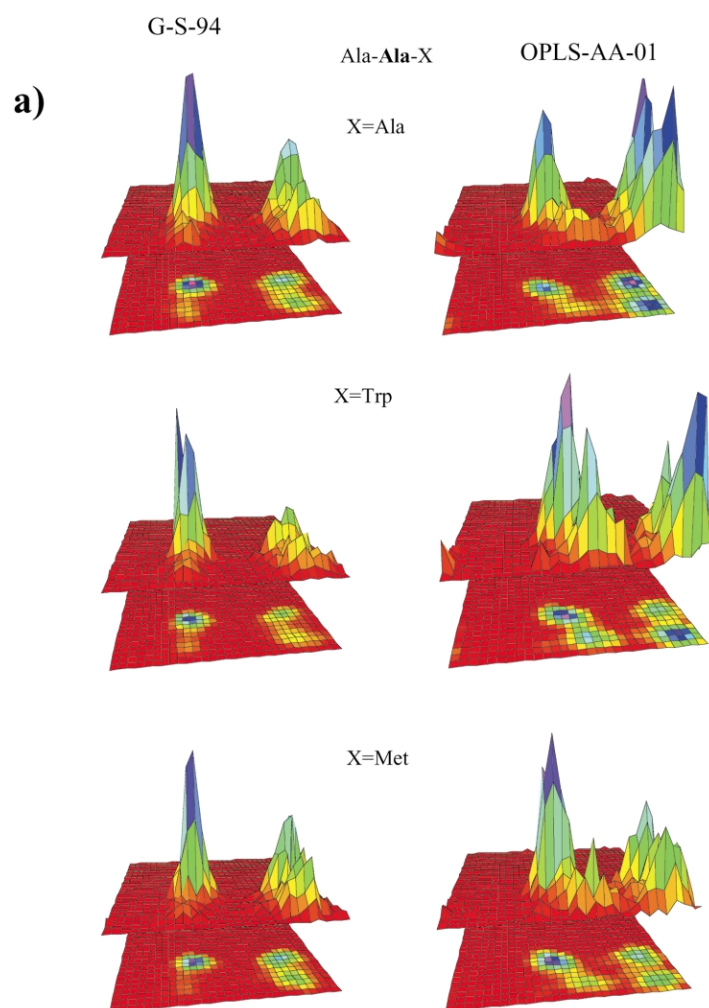 G-S-94
Ala-Ala-X
OPLS-AA-01
a)
X=Ala
X=Trp
X=Met